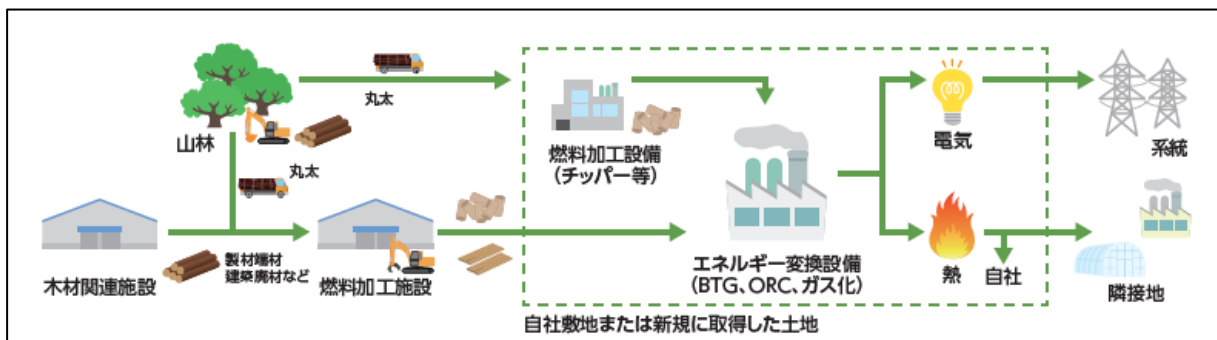 丸太
山林
丸太
木材関連施設
製材端材
建築廃材など
燃料加工施設
燃料加工設備
（チッパー等）
エネルギー変換設備
（BTG、ORC、ガス化）
電気
熱
自社
系統
隣接地
自社敷地または新規に取得した土地